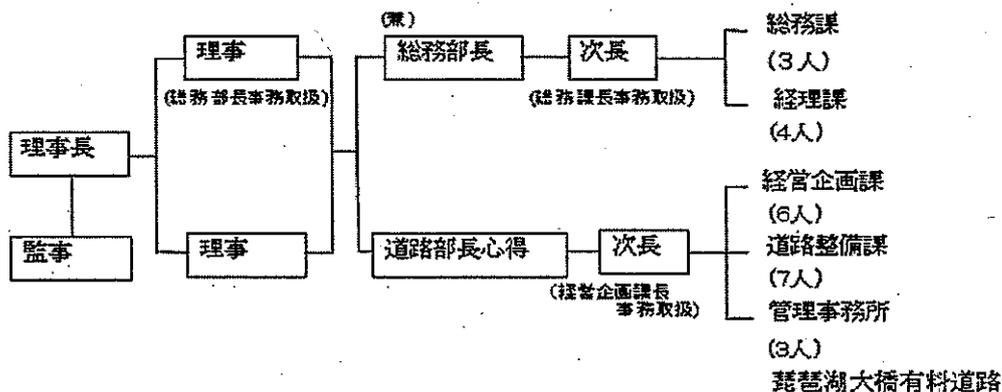 理事長
監事
理事
(総務部長事務取扱)
理事
(兼)
総務部長
次長
(総務課長事務取扱)
総務課
(3人)
経理課
(4人)
道路部長心得
次長
(経営企画課長
事務取扱)
経営企画課
(6人)
道路整備課
(7人)
管理事務所
(3人)
琵琶湖大橋有料道路